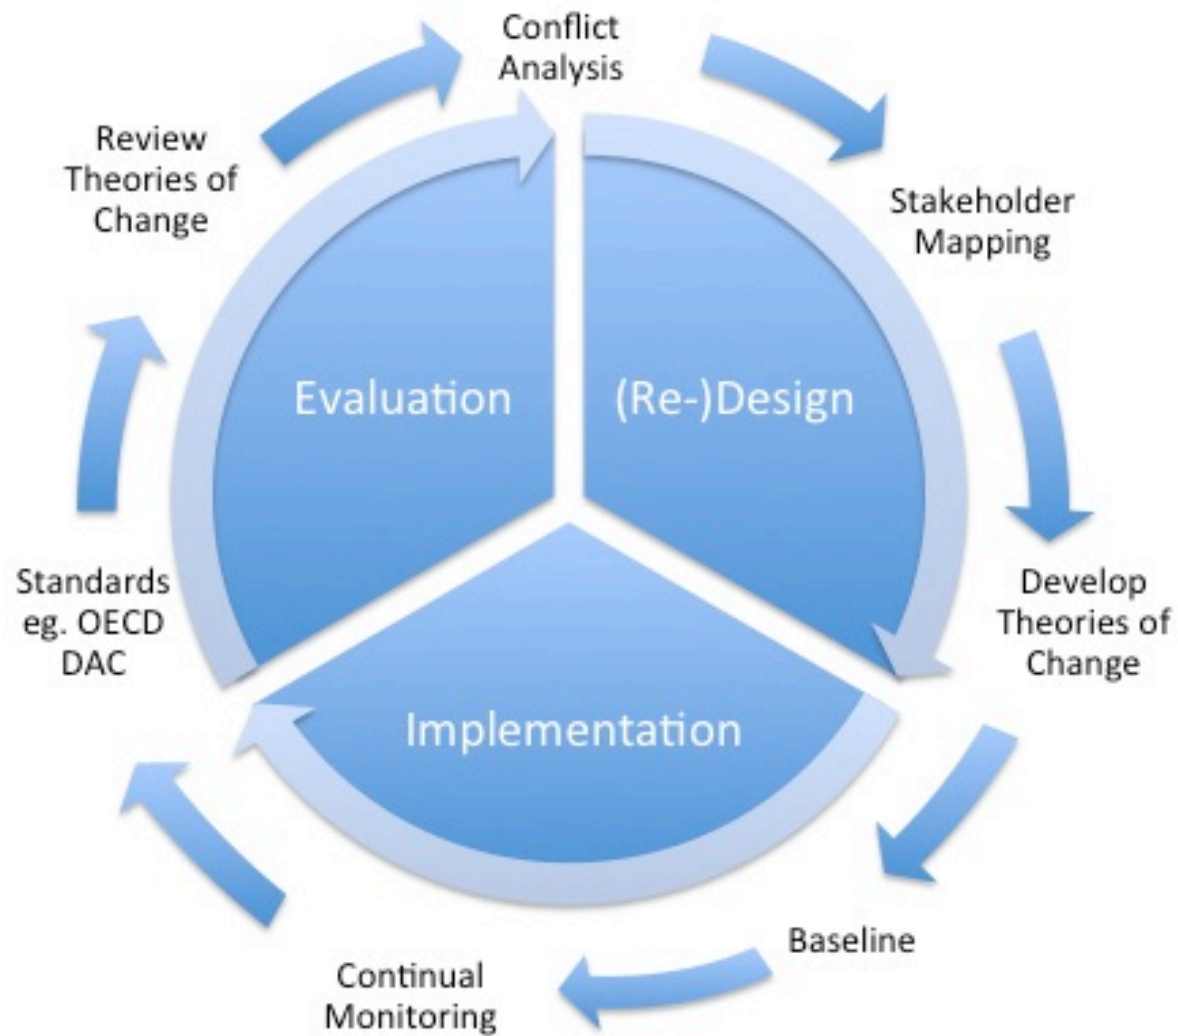 Conflict
Analysis
Stakeholder
Mapping
Develop
Theories of
Change
Baseline
Continual
Monitoring
Standards
eg. OECD
DAC
Review
Theories of
Change
Evaluation
(Re-)Design
Implementation